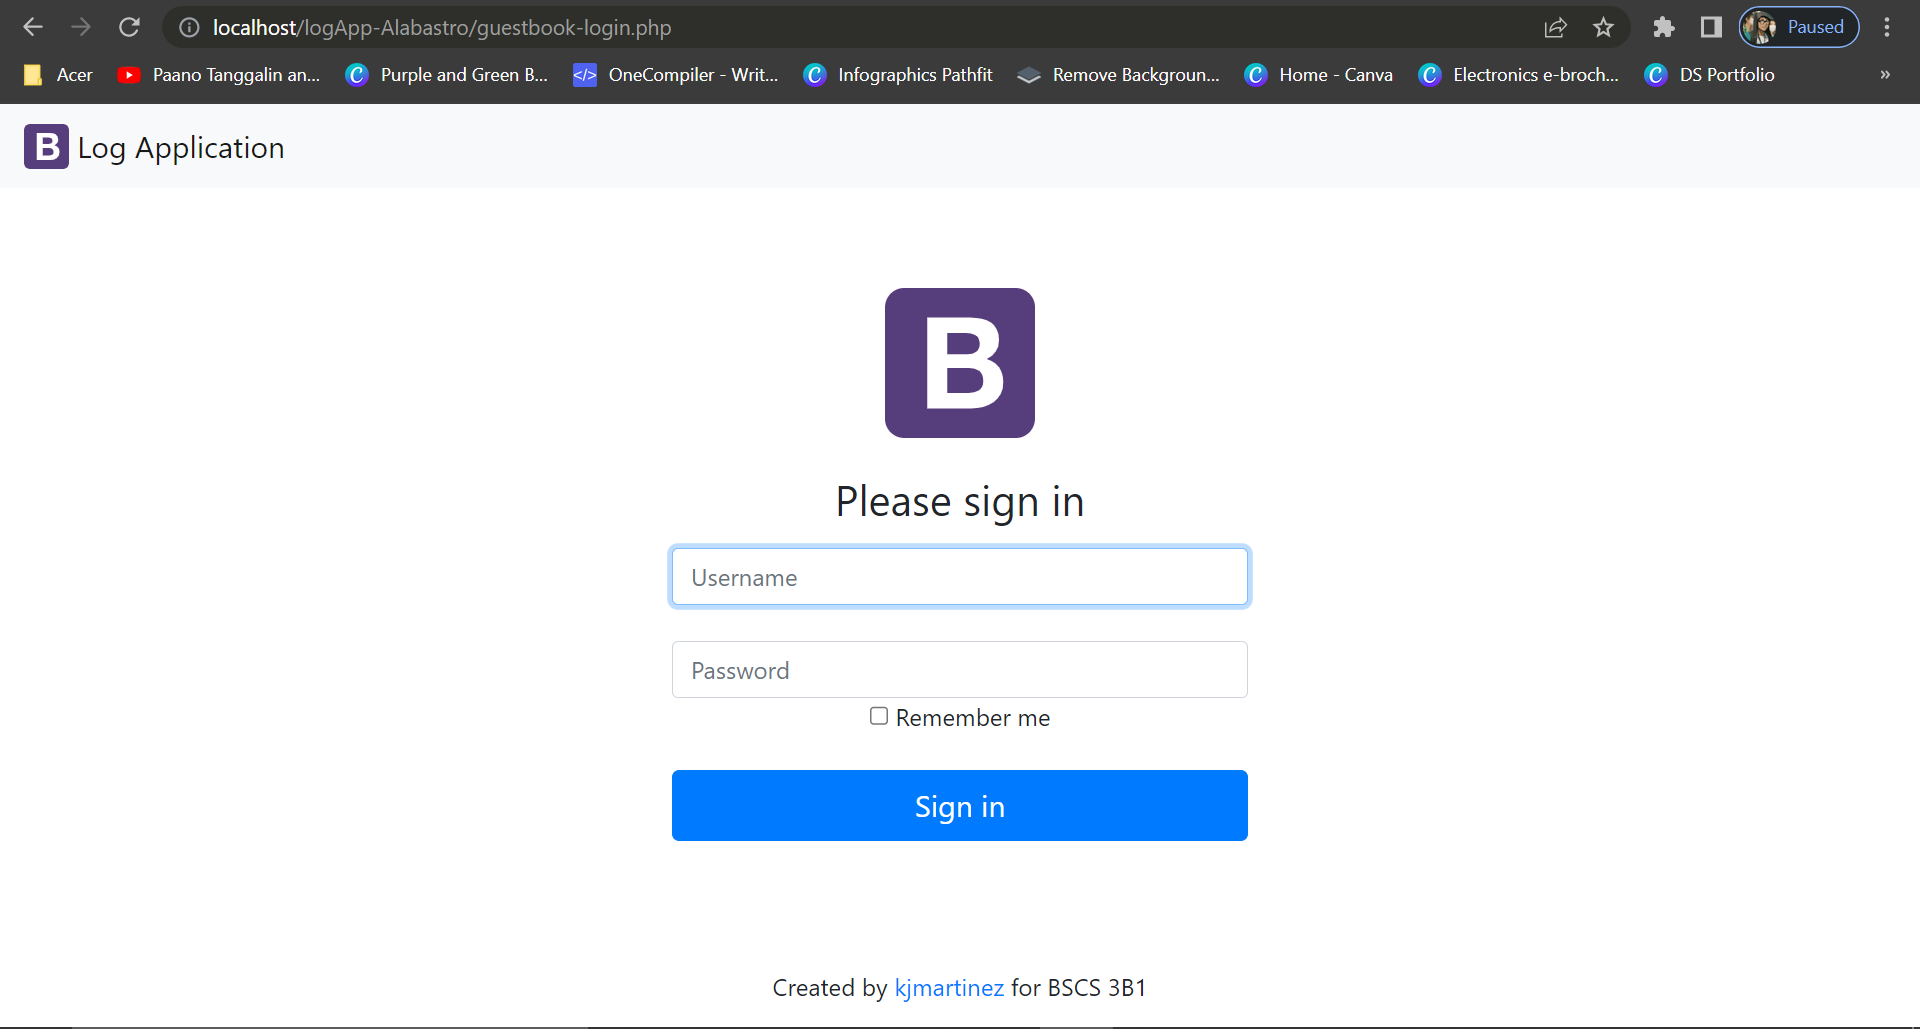 localhost/logApp-Alabastro/guestbook-login.php
Paused
Acer
Paano Tanggalin an...
Purple and Green B...
OneCompiler - Writ...
Infographics Pathfit
Remove Backgroun...
Home - Canva
Electronics e-broch...
DS Portfolio
»
B Log Application
B
Please sign in
Username
Password
Remember me
Sign in
Created by kjmartinez for BSCS 3B1